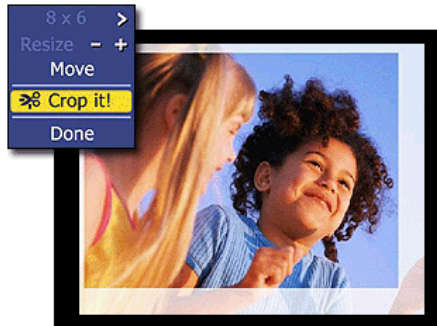 8 x 6 >
Resize - +
Move
Crop it!
Done